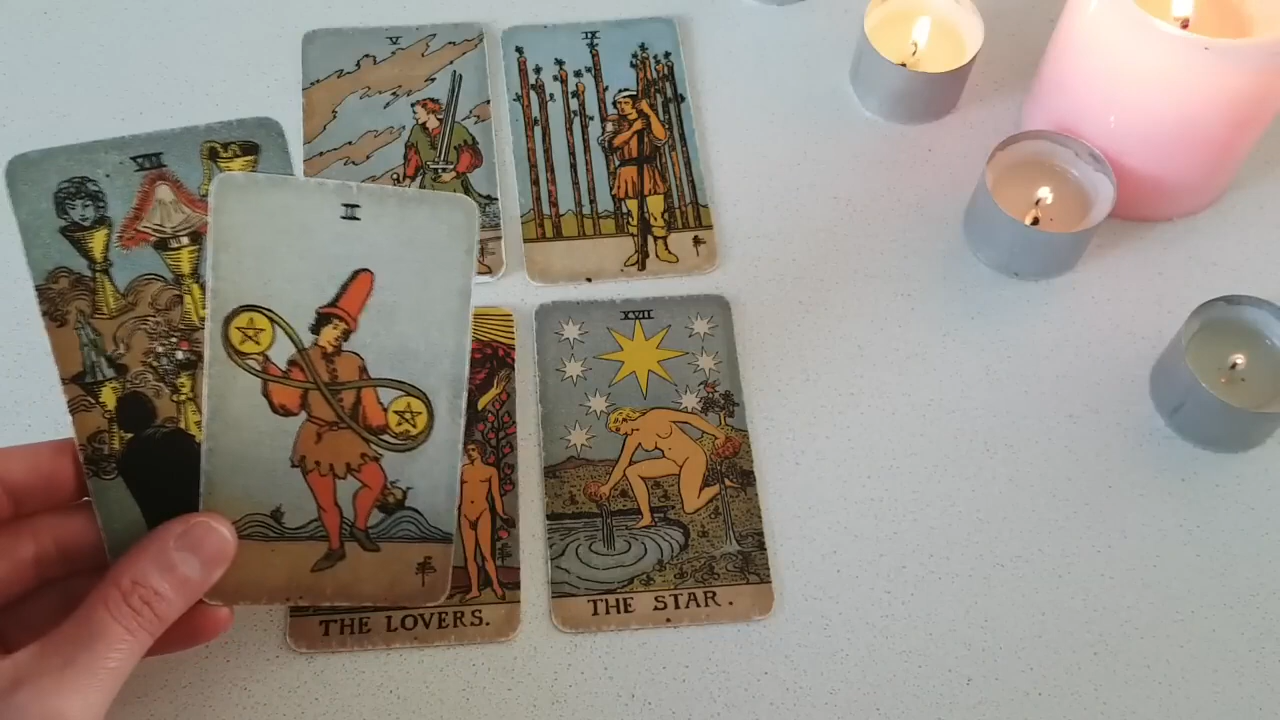 V
IX
VII
II
XVII
THE LOVERS.
THE STAR.